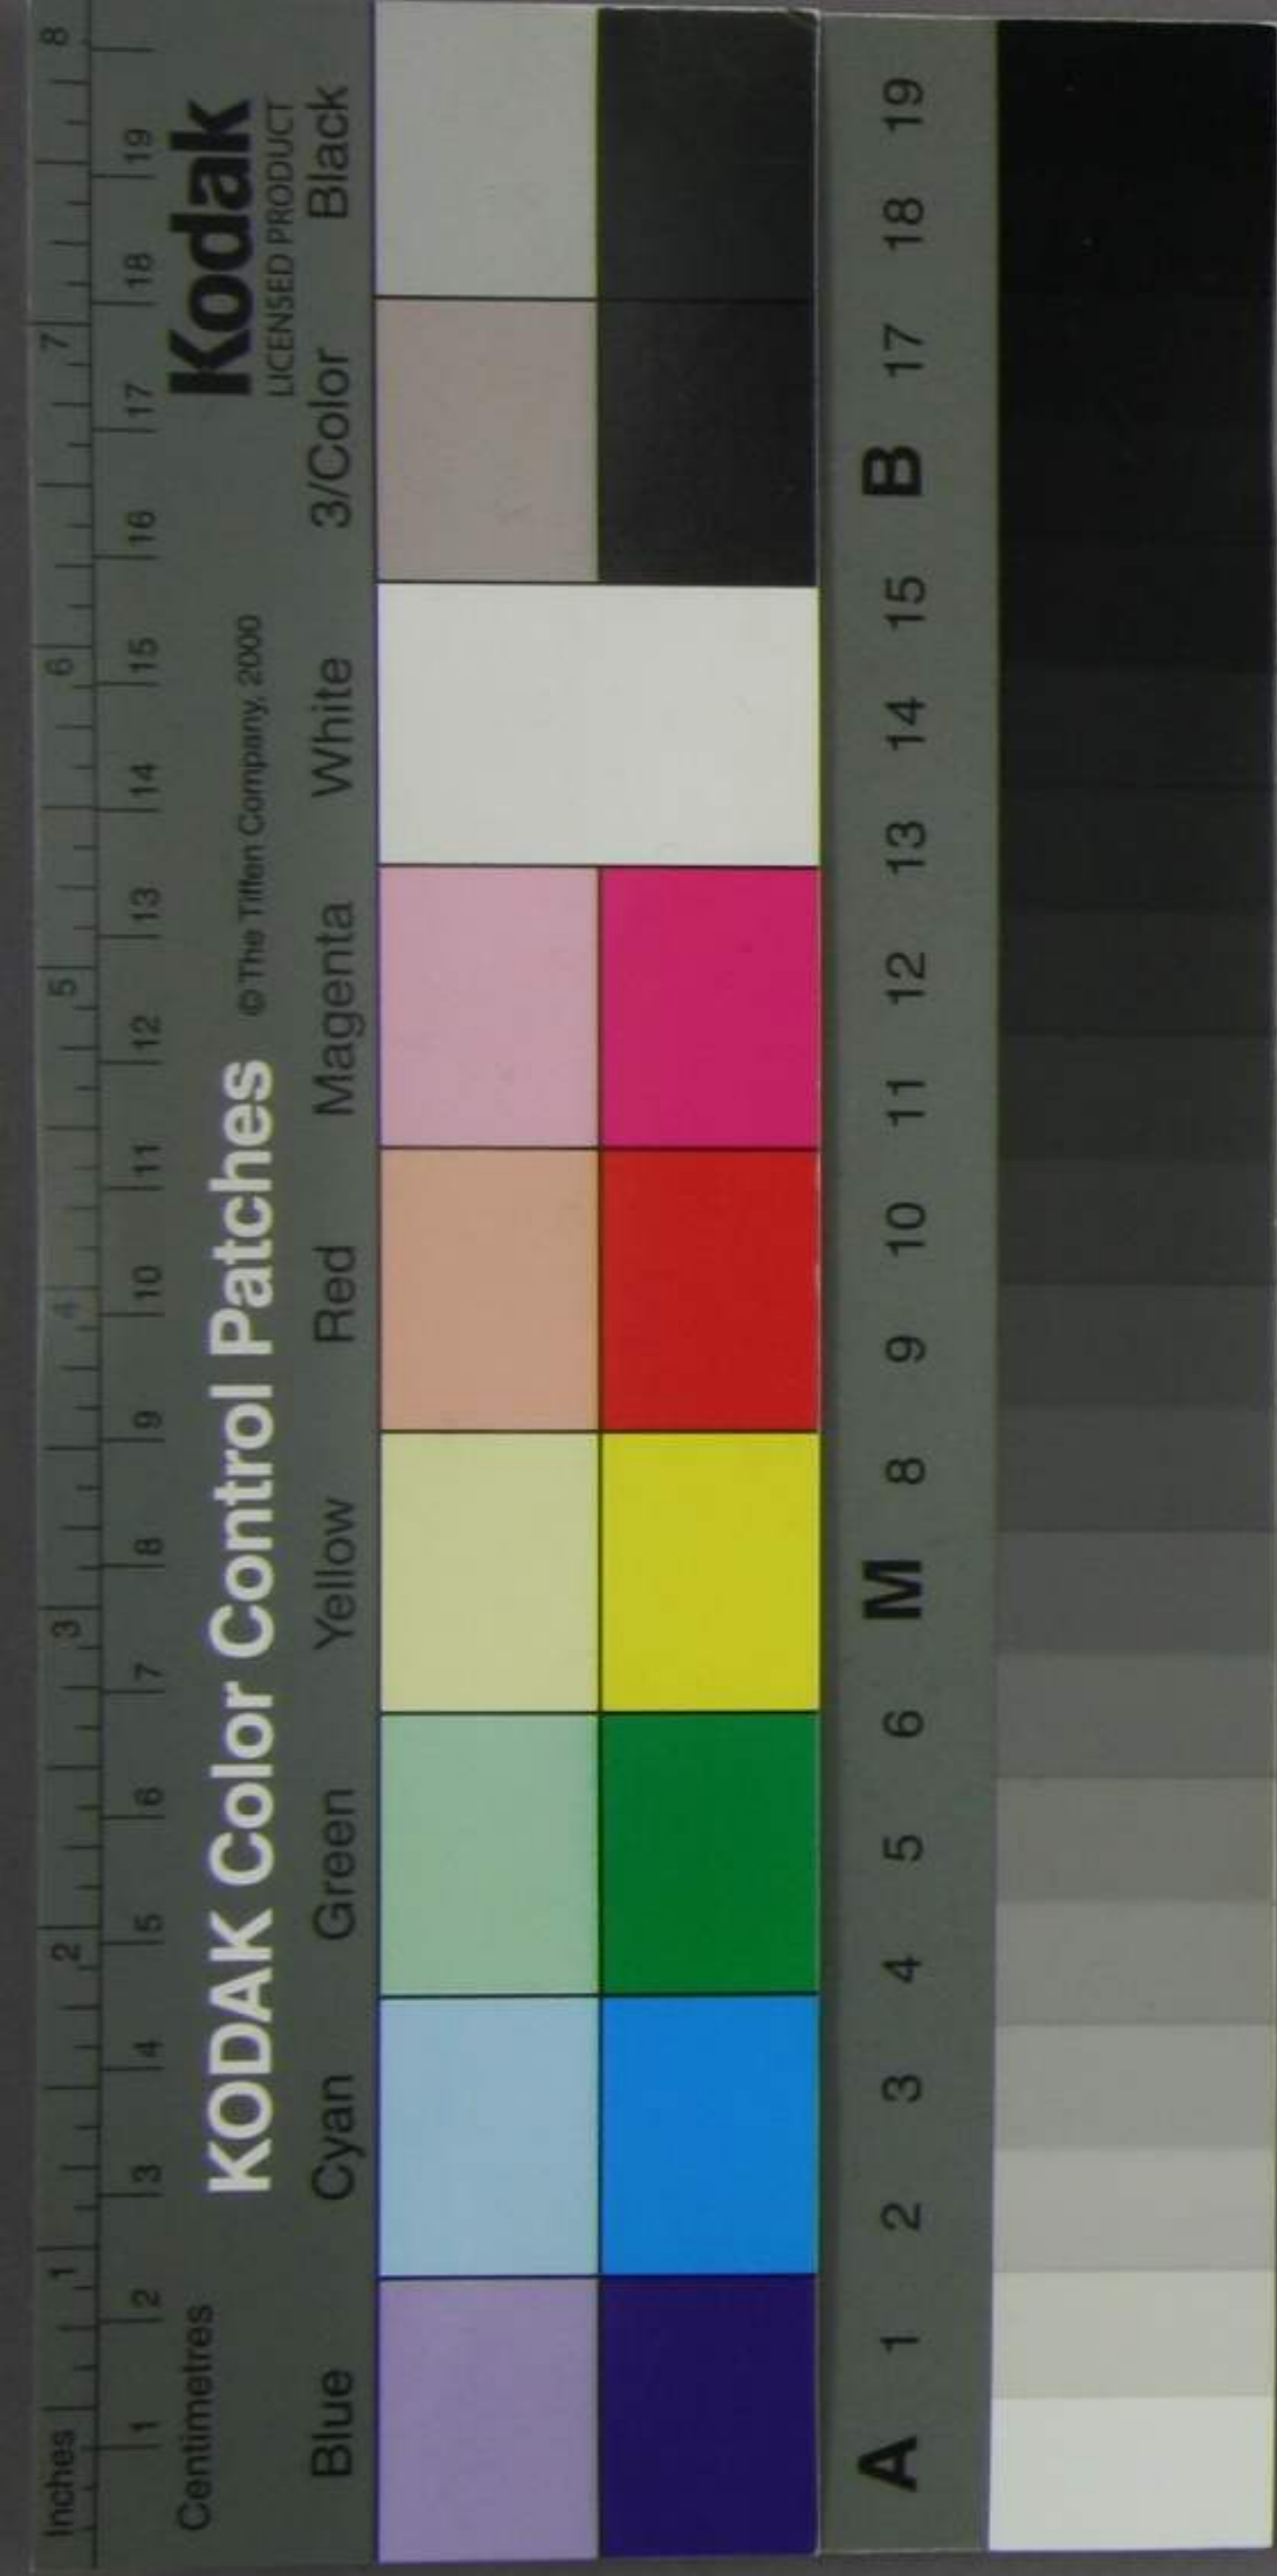 Inches 1 2 3 4 5 6 7 8
Centimetres 1 2 3 4 5 6 7 8 9 10 11 12 13 14 15 16 17 18 19
KODAK Color Control Patches © The Tiffen Company, 2000
Kodak
LICENSED PRODUCT
Blue Cyan Green Yellow Red Magenta White 3/Color Black
A 1 2 3 4 5 6 M 8 9 10 11 12 13 14 15 B 17 18 19